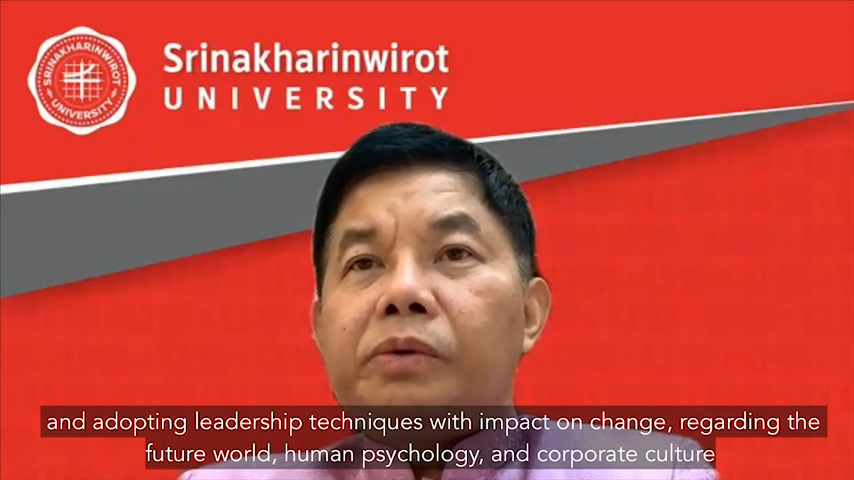 SRINAKHARINWIROT
UNIVERSITY
Srinakharinwirot
UNIVERSITY
and adopting leadership techniques with impact on change, regarding the
future world, human psychology, and corporate culture